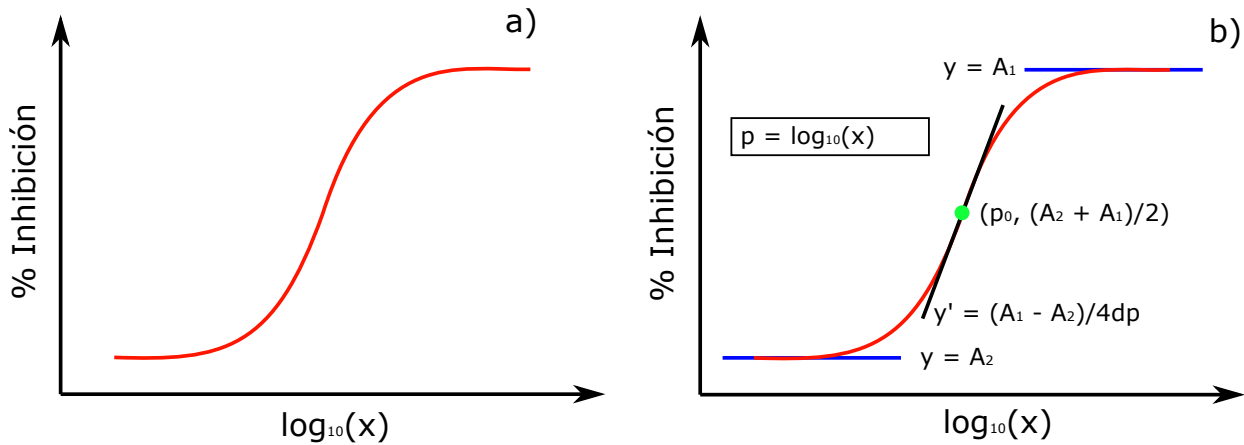 a)
% Inhibición
log₁₀(x)
b)
% Inhibición
y = A₁
p = log₁₀(x)
(p₀, (A₂ + A₁)/2)
y' = (A₁ - A₂)/4dp
y = A₂
log₁₀(x)